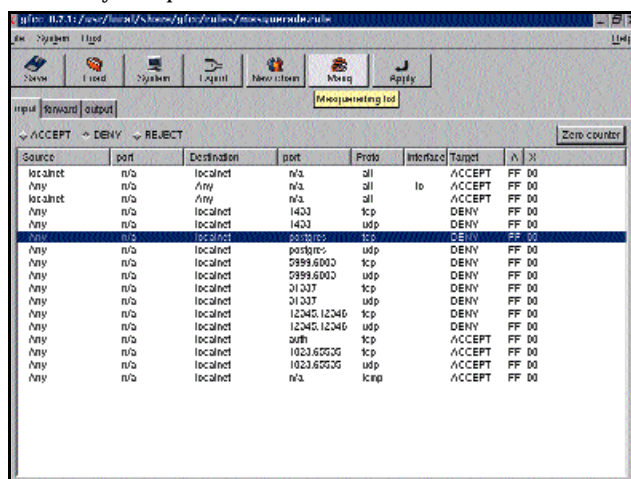 gfcc 0.7.1: /usr/local/share/gfcc/rules/masquerade.rule
System
Save Load System Export New chain Masq Apply
Masquerading list
input forward output
ACCEPT DENY REJECT Zero counter
Source port Destination port Proto Interface Target A X
localnet n/a localnet n/a all ACCEPT FF 00
Any n/a Any n/a all lo ACCEPT FF 00
localnet n/a Any n/a all ACCEPT FF 00
Any n/a localnet 1433 tcp DENY FF 00
Any n/a localnet 1433 udp DENY FF 00
Any n/a localnet postgres tcp DENY FF 00
Any n/a localnet postgres udp DENY FF 00
Any n/a localnet 5999:6003 tcp DENY FF 00
Any n/a localnet 5999:6003 udp DENY FF 00
Any n/a localnet 31337 tcp DENY FF 00
Any n/a localnet 31337 udp DENY FF 00
Any n/a localnet 12345:12346 tcp DENY FF 00
Any n/a localnet 12345:12346 udp DENY FF 00
Any n/a localnet auth tcp ACCEPT FF 00
Any n/a localnet 1023:65535 tcp ACCEPT FF 00
Any n/a localnet 1023:65535 udp ACCEPT FF 00
Any n/a localnet n/a icmp ACCEPT FF 00